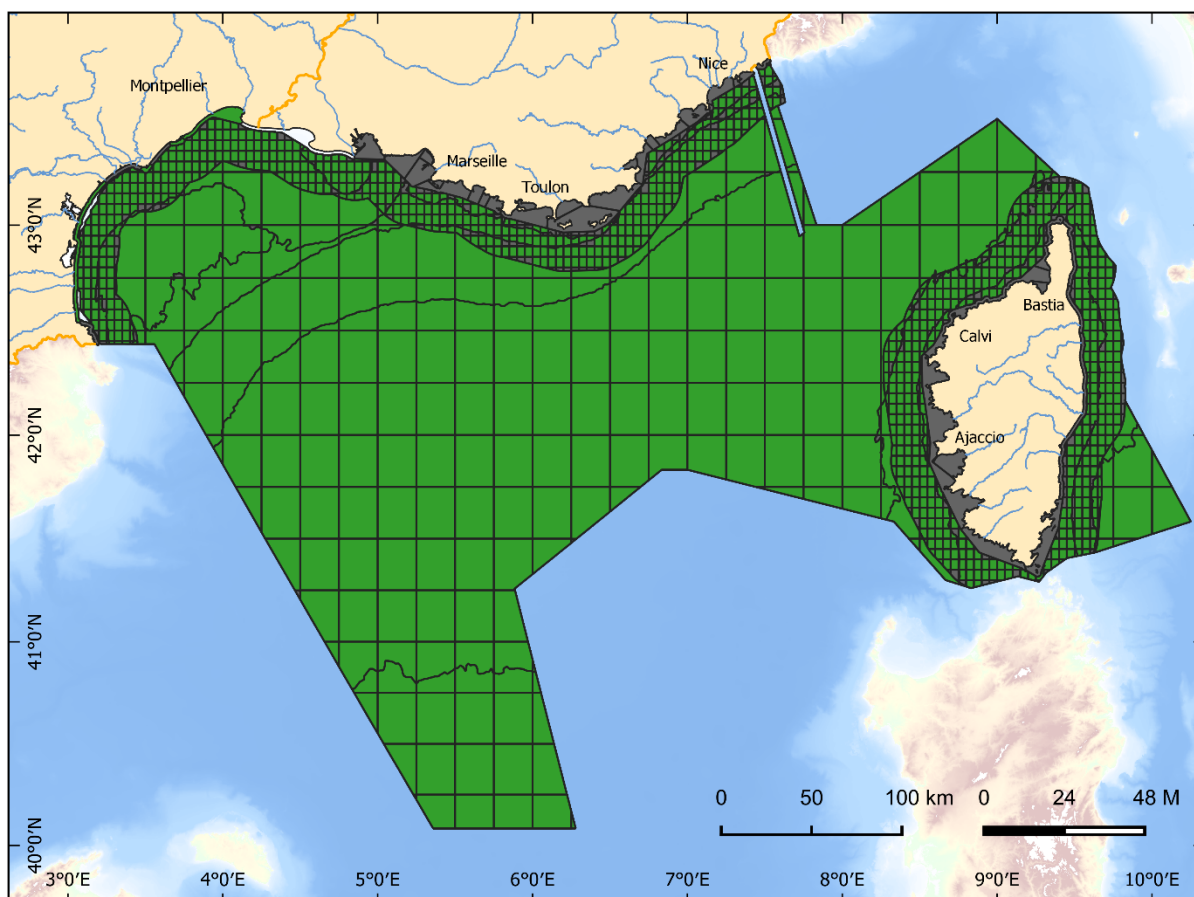 Nice
Montpellier
Marseille
Toulon
43°0′N
Bastia
Calvi
42°0′N
Ajaccio
41°0′N
0 50 100 km 0 24 48 M
40°0′N
3°0′E 4°0′E 5°0′E 6°0′E 7°0′E 8°0′E 9°0′E 10°0′E